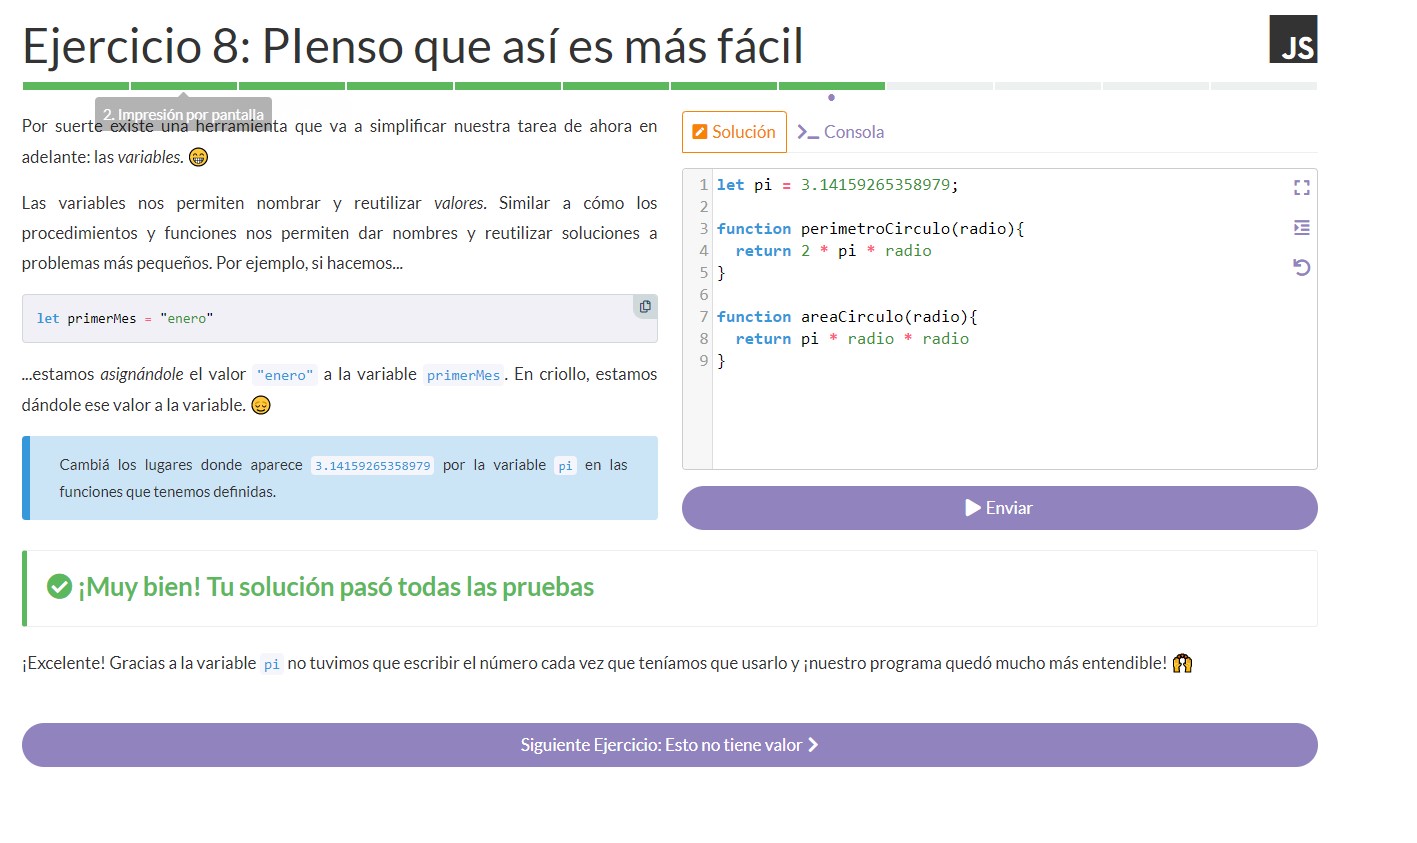 Ejercicio 8: PIenso que así es más fácil
JS
2. Impresión por pantalla
Por suerte existe una herramienta que va a simplificar nuestra tarea de ahora en
adelante: las variables. 😁
Las variables nos permiten nombrar y reutilizar valores. Similar a cómo los
procedimientos y funciones nos permiten dar nombres y reutilizar soluciones a
problemas más pequeños. Por ejemplo, si hacemos...
let primerMes = "enero"
...estamos asignándole el valor "enero" a la variable primerMes. En criollo, estamos
dándole ese valor a la variable. 😌
Cambiá los lugares donde aparece 3.14159265358979 por la variable pi en las
funciones que tenemos definidas.
Solución
Consola
1 let pi = 3.14159265358979;
2
3 function perimetroCirculo(radio){
4   return 2 * pi * radio
5 }
6
7 function areaCirculo(radio){
8   return pi * radio * radio
9 }
Enviar
¡Muy bien! Tu solución pasó todas las pruebas
¡Excelente! Gracias a la variable pi no tuvimos que escribir el número cada vez que teníamos que usarlo y ¡nuestro programa quedó mucho más entendible! 🙌
Siguiente Ejercicio: Esto no tiene valor